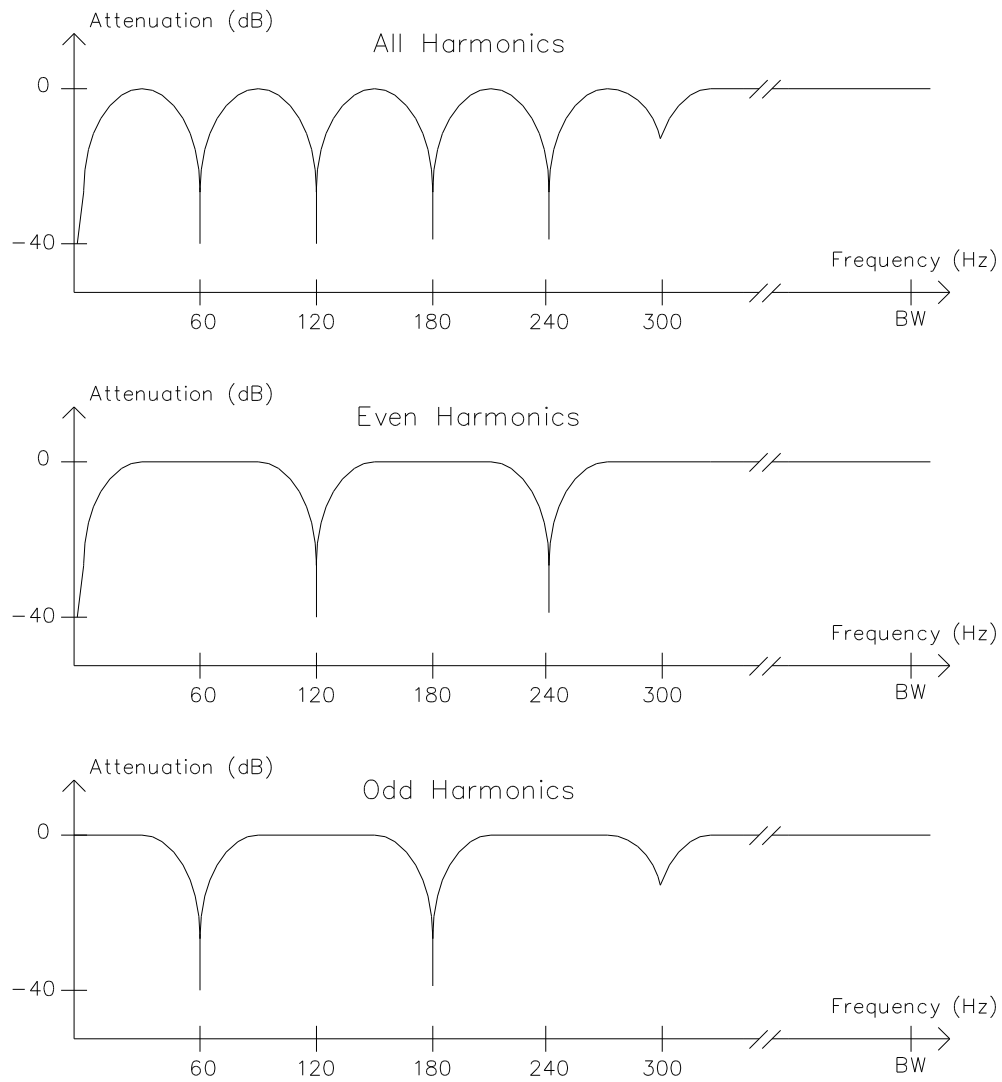 Attenuation (dB)
All Harmonics
0
-40
Frequency (Hz)
60 120 180 240 300 BW
Attenuation (dB)
Even Harmonics
0
-40
Frequency (Hz)
60 120 180 240 300 BW
Attenuation (dB)
Odd Harmonics
0
-40
Frequency (Hz)
60 120 180 240 300 BW